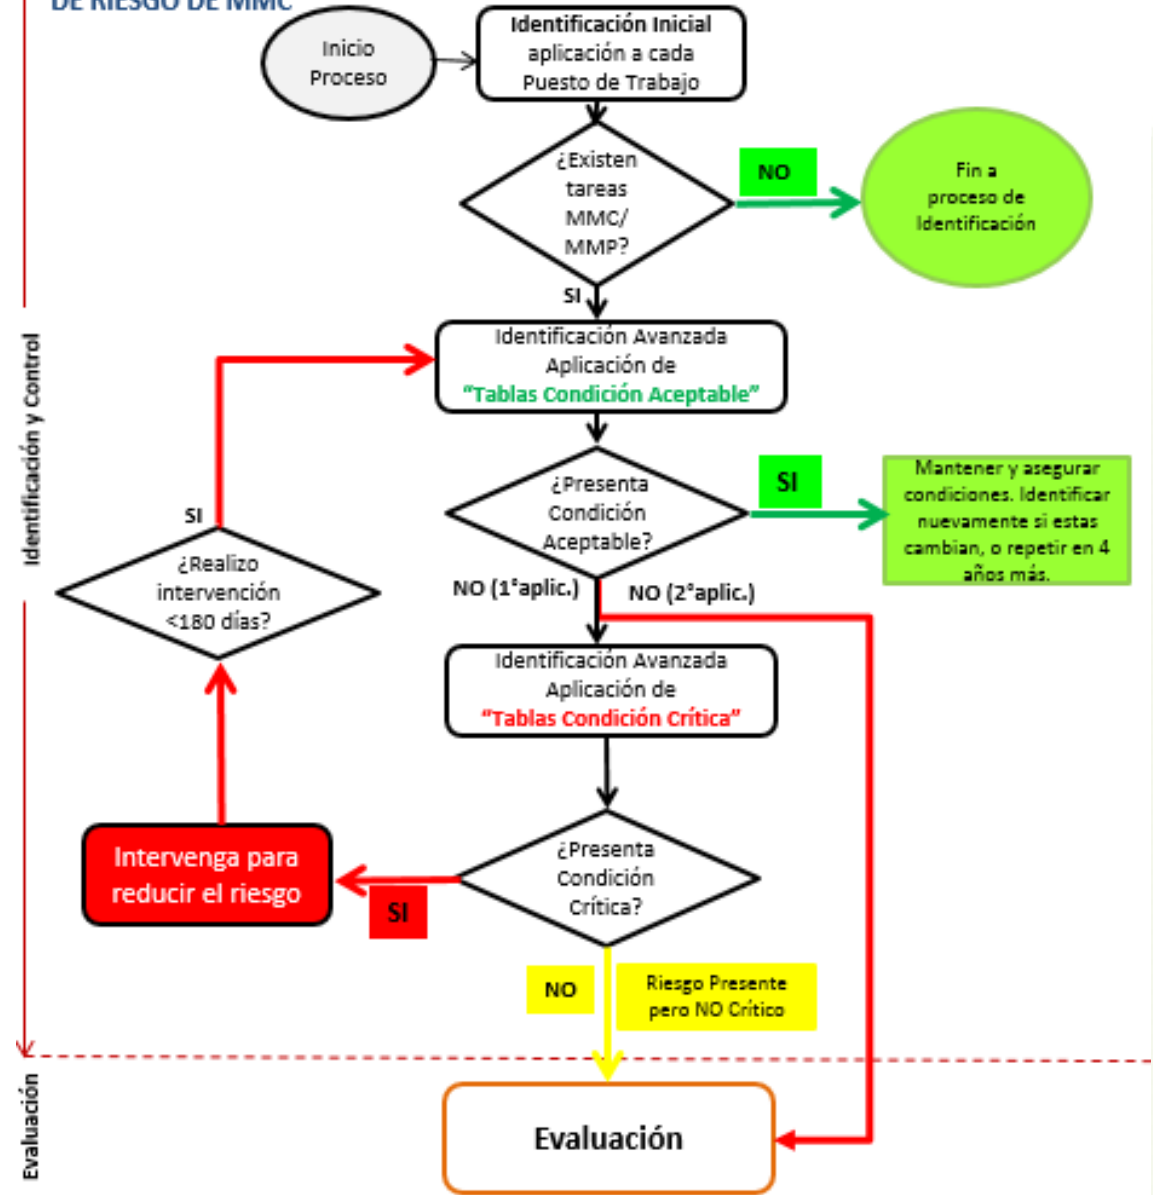 DE RIESGO DE MMC
Inicio
Proceso
Identificación Inicial
aplicación a cada
Puesto de Trabajo
¿Existen
tareas
MMC/
MMP?
NO
Fin a
proceso de
Identificación
SI
Identificación Avanzada
Aplicación de
“Tablas Condición Aceptable”
¿Presenta
Condición
Aceptable?
SI
Mantener y asegurar
condiciones. Identificar
nuevamente si estas
cambian, o repetir en 4
años más.
NO (1°aplic.)
NO (2°aplic.)
SI
¿Realizo
intervención
<180 días?
Identificación Avanzada
Aplicación de
“Tablas Condición Crítica”
¿Presenta
Condición
Crítica?
SI
Intervenga para
reducir el riesgo
NO
Riesgo Presente
pero NO Crítico
Evaluación
Identificación y Control
Evaluación